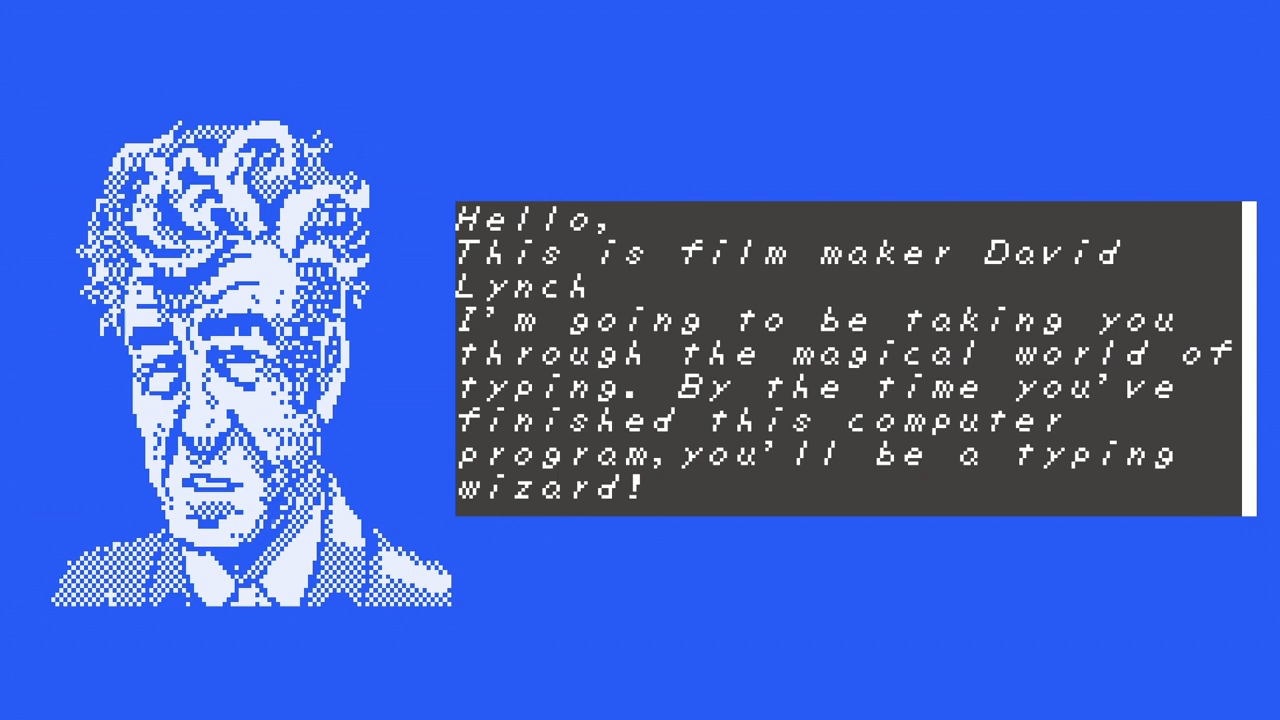 Hello,
This is film maker David
Lynch
I'm going to be taking you
through the magical world of
typing. By the time you've
finished this computer
program,you'll be a typing
wizard!